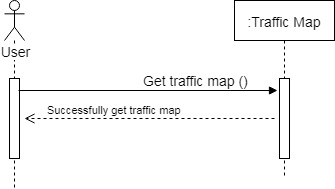 User
:Traffic Map
Get traffic map ()
Successfully get traffic map